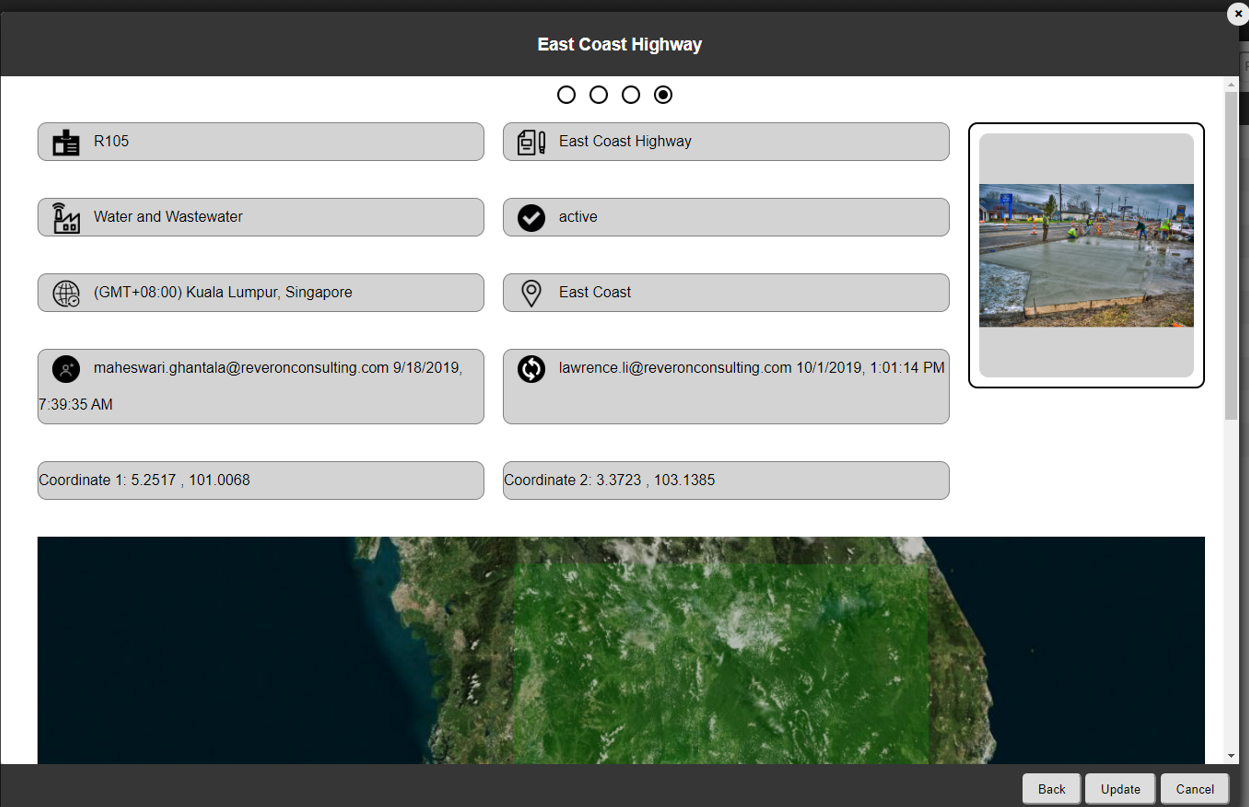 East Coast Highway
R105
East Coast Highway
Water and Wastewater
active
(GMT+08:00) Kuala Lumpur, Singapore
East Coast
maheswari.ghantala@reveronconsulting.com 9/18/2019,
7:39:35 AM
lawrence.li@reveronconsulting.com 10/1/2019, 1:01:14 PM
Coordinate 1: 5.2517 , 101.0068
Coordinate 2: 3.3723 , 103.1385
Back
Update
Cancel